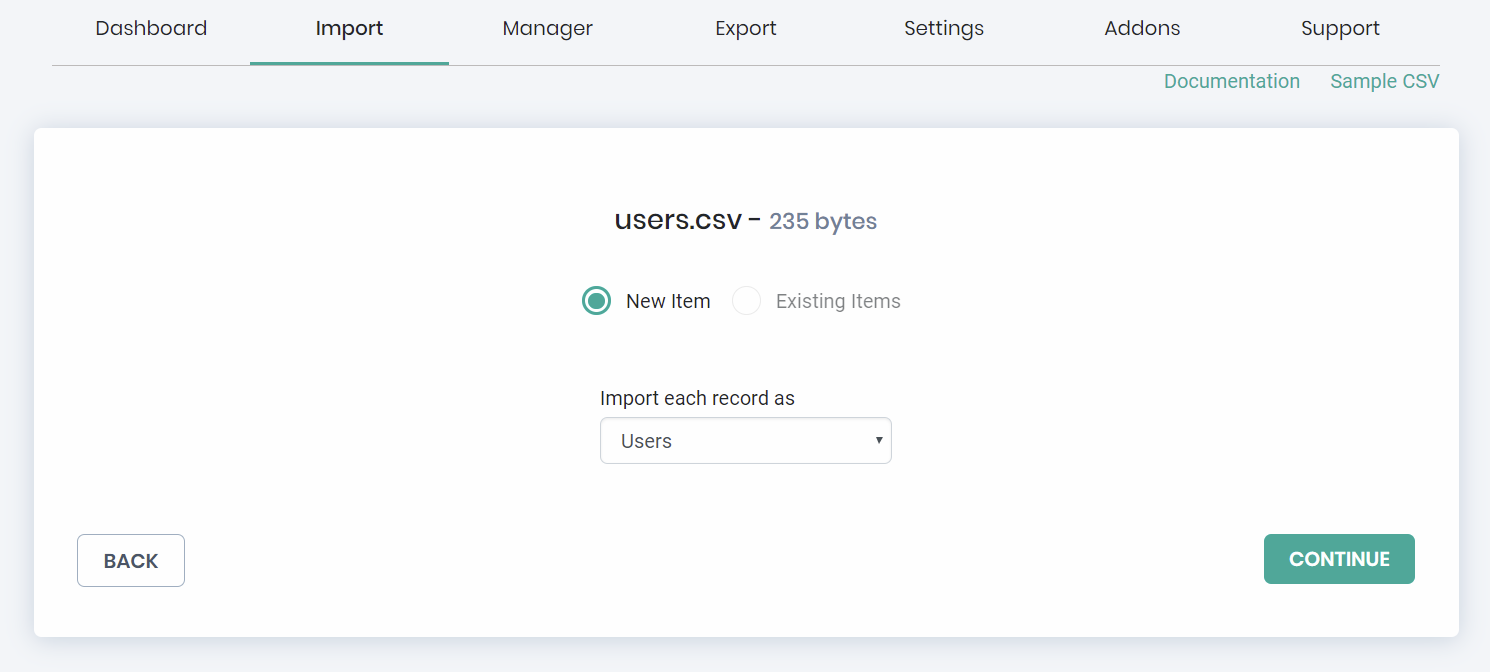 Dashboard Import Manager Export Settings Addons Support
Documentation Sample CSV
users.csv - 235 bytes
New Item Existing Items
Import each record as
Users
BACK CONTINUE